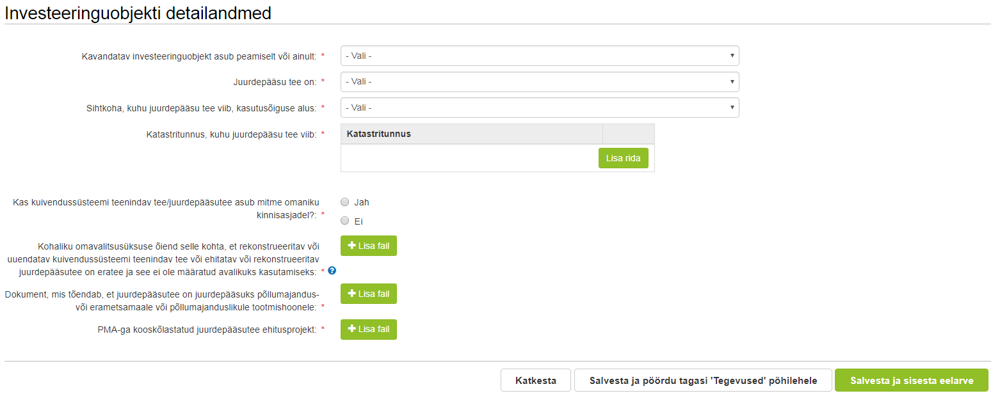 Investeeringuobjekti detailandmed
Kavandatav investeeringuobjekt asub peamiselt või ainult: * - Vali -
Juurdepääsu tee on: * - Vali -
Sihtkoha, kuhu juurdepääsu tee viib, kasutusõiguse alus: * - Vali -
Katastritunnus, kuhu juurdepääsu tee viib: * Katastritunnus
Lisa rida
Kas kuivendussüsteemi teenindav tee/juurdepääsutee asub mitme omaniku
kinnisasjadel?: *
Jah
Ei
Kohaliku omavalitsusüksuse õiend selle kohta, et rekonstrueeritav või
uuendatav kuivendussüsteemi teenindav tee või ehitatav või rekonstrueeritav
juurdepääsutee on eratee ja see ei ole määratud avalikuks kasutamiseks: * ?
Lisa fail
Dokument, mis tõendab, et juurdepääsutee on juurdepääsuks põllumajandus-
või erametsamaale või põllumajanduslikule tootmishoonele: *
Lisa fail
PMA-ga kooskõlastatud juurdepääsutee ehitusprojekt: * Lisa fail
Katkesta Salvesta ja pöördu tagasi 'Tegevused' põhilehele Salvesta ja sisesta eelarve